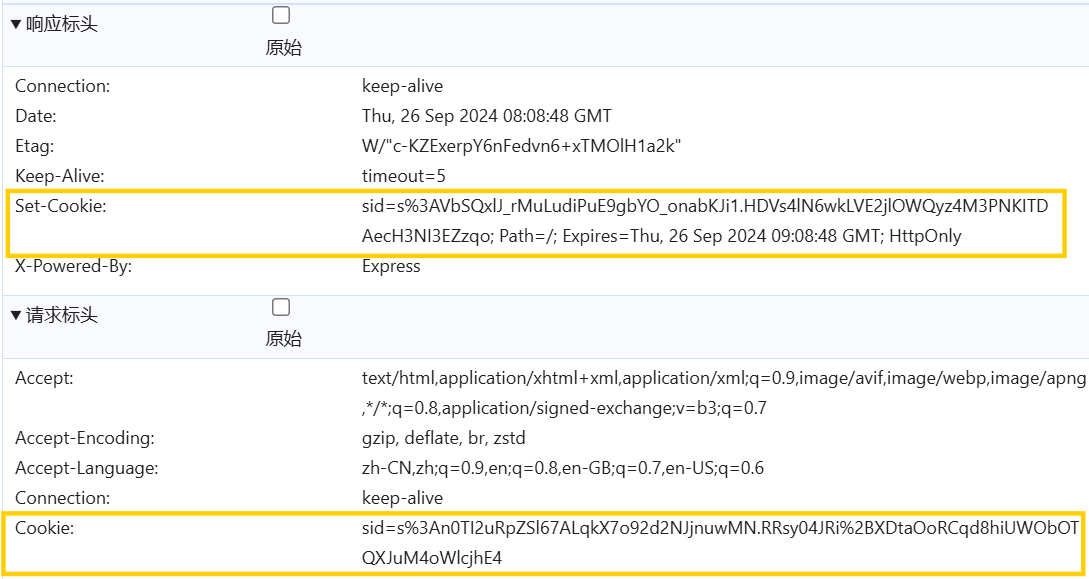 ▼响应标头
原始
Connection: keep-alive
Date: Thu, 26 Sep 2024 08:08:48 GMT
Etag: W/"c-KZExerpY6nFedvn6+xTMOlH1a2k"
Keep-Alive: timeout=5
Set-Cookie: sid=s%3AVbSQxlJ_rMuLudiPuE9gbYO_onabKJi1.HDVs4lN6wkLVE2jlOWQyz4M3PNKITD
AecH3NI3EZzqo; Path=/; Expires=Thu, 26 Sep 2024 09:08:48 GMT; HttpOnly
X-Powered-By: Express
▼请求标头
原始
Accept: text/html,application/xhtml+xml,application/xml;q=0.9,image/avif,image/webp,image/apng
,*/*;q=0.8,application/signed-exchange;v=b3;q=0.7
Accept-Encoding: gzip, deflate, br, zstd
Accept-Language: zh-CN,zh;q=0.9,en;q=0.8,en-GB;q=0.7,en-US;q=0.6
Connection: keep-alive
Cookie: sid=s%3An0TI2uRpZSl67ALqkX7o92d2NJjnuwMN.RRsy04JRi%2BXDtaOoRCqd8hiUWObOT
QXJuM4oWlcjhE4